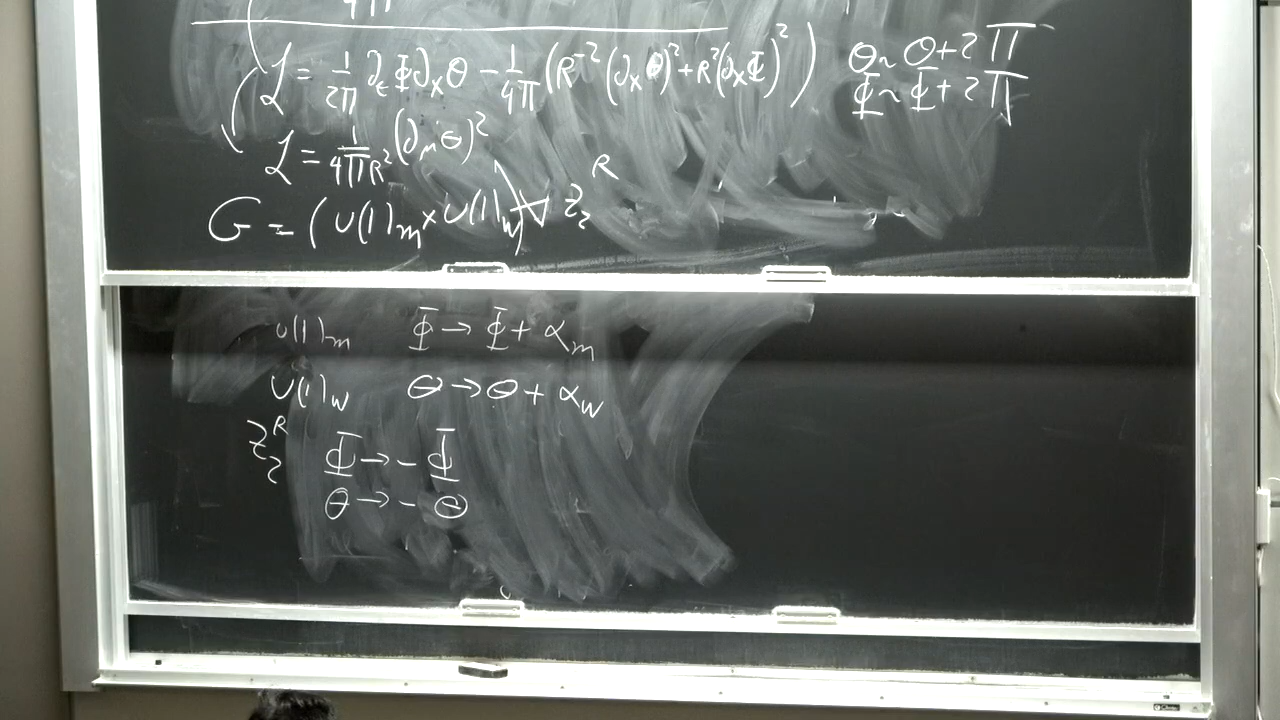 4π
ℒ = 1/2π ∂_t Φ ∂_x Θ − 1/4π (R^-2 (∂_x Θ)^2 + R^2 (∂_x Φ)^2) Θ ~ Θ + 2π
Φ ~ Φ + 2π
ℒ = 1/4πR^2 (∂_μ Θ)^2
G = (U(1)_m × U(1)_w) ⋊ Z_2^R
U(1)_m Φ → Φ + α_m
U(1)_w Θ → Θ + α_w
Z_2^R Φ → − Φ
Θ → − Θ